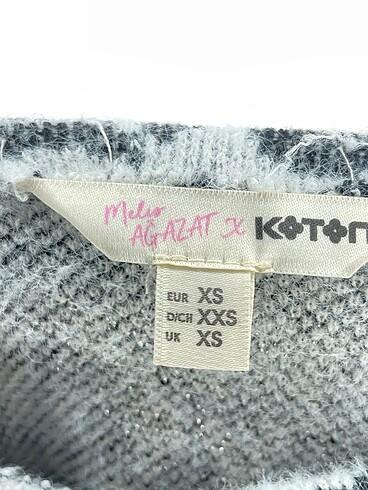 Melis
AGAZAT X KOTON
EUR XS
D/CH XXS
UK XS